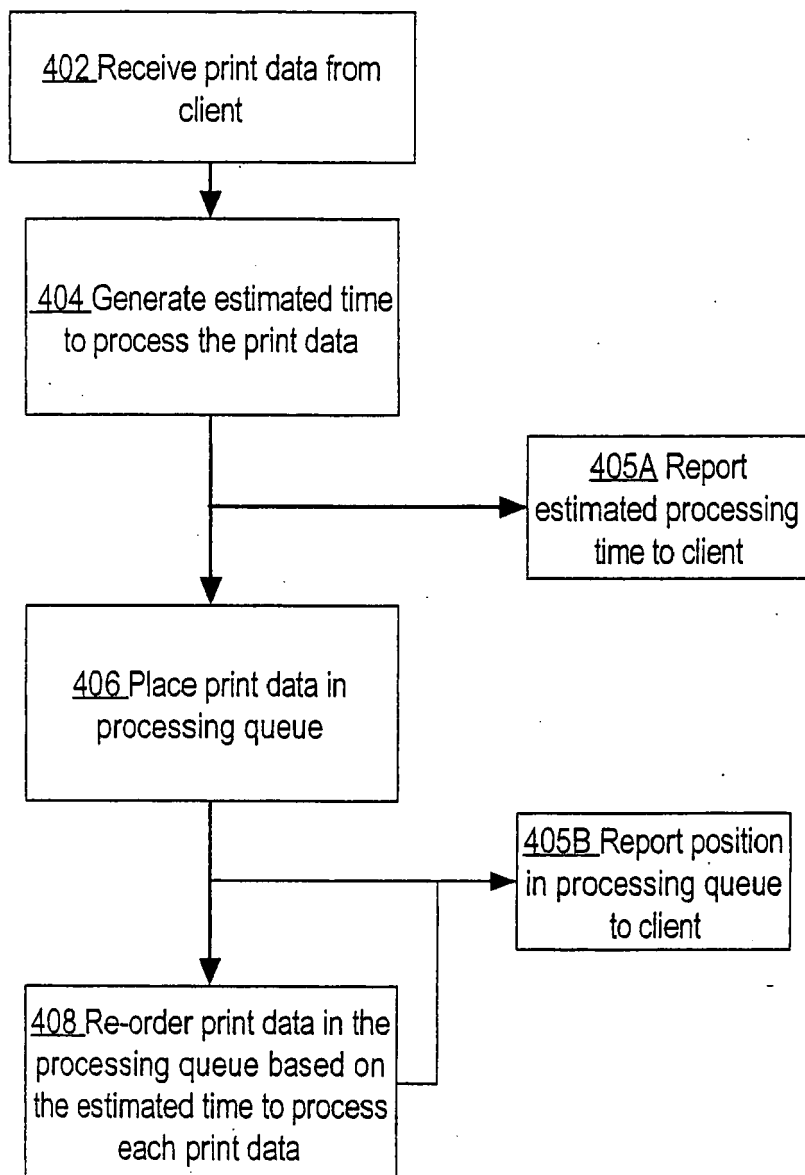 402 Receive print data from
client
404 Generate estimated time
to process the print data
405A Report
estimated processing
time to client
406 Place print data in
processing queue
405B Report position
in processing queue
to client
408 Re-order print data in the
processing queue based on
the estimated time to process
each print data